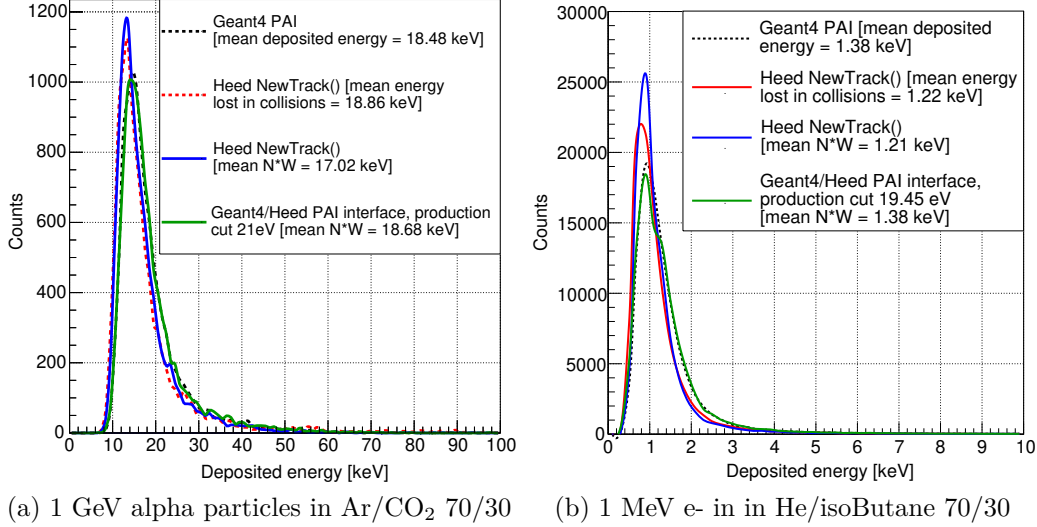 1200
1000
800
600
400
200
0
Counts
0 10 20 30 40 50 60 70 80 90 100
Deposited energy [keV]
Geant4 PAI
[mean deposited energy = 18.48 keV]
Heed NewTrack() [mean energy
lost in collisions = 18.86 keV]
Heed NewTrack()
[mean N*W = 17.02 keV]
Geant4/Heed PAI interface, production
cut 21eV [mean N*W = 18.68 keV]
(a) 1 GeV alpha particles in Ar/CO₂ 70/30
30000
25000
20000
15000
10000
5000
0
Counts
0 1 2 3 4 5 6 7 8 9 10
Deposited energy [keV]
Geant4 PAI [mean deposited
energy = 1.38 keV]
Heed NewTrack() [mean energy
lost in collisions = 1.22 keV]
Heed NewTrack()
[mean N*W = 1.21 keV]
Geant4/Heed PAI interface,
production cut 19.45 eV
[mean N*W = 1.38 keV]
(b) 1 MeV e- in in He/isoButane 70/30